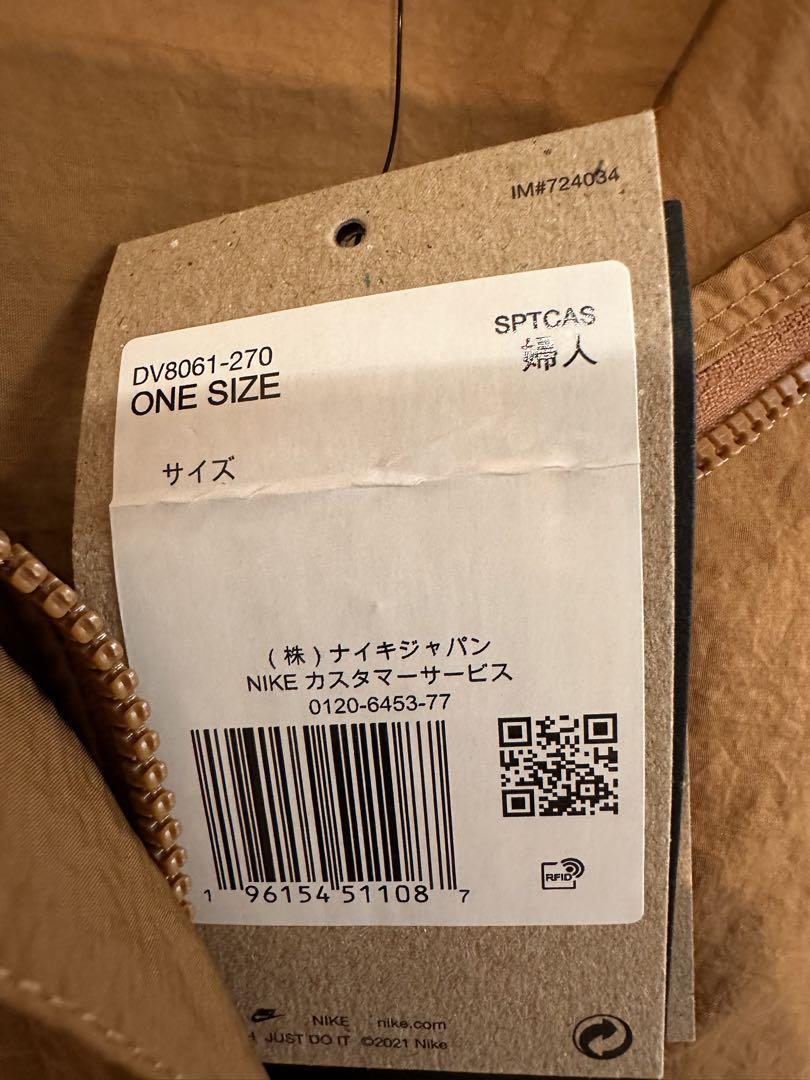 IM#724034
DV8061-270
SPTCAS
ONE SIZE
婦人
サイズ
(株)ナイキジャパン
NIKE カスタマーサービス
0120-6453-77
1 96154 51108 7
RFID
NIKE nike.com
JUST DO IT ©2021 Nike